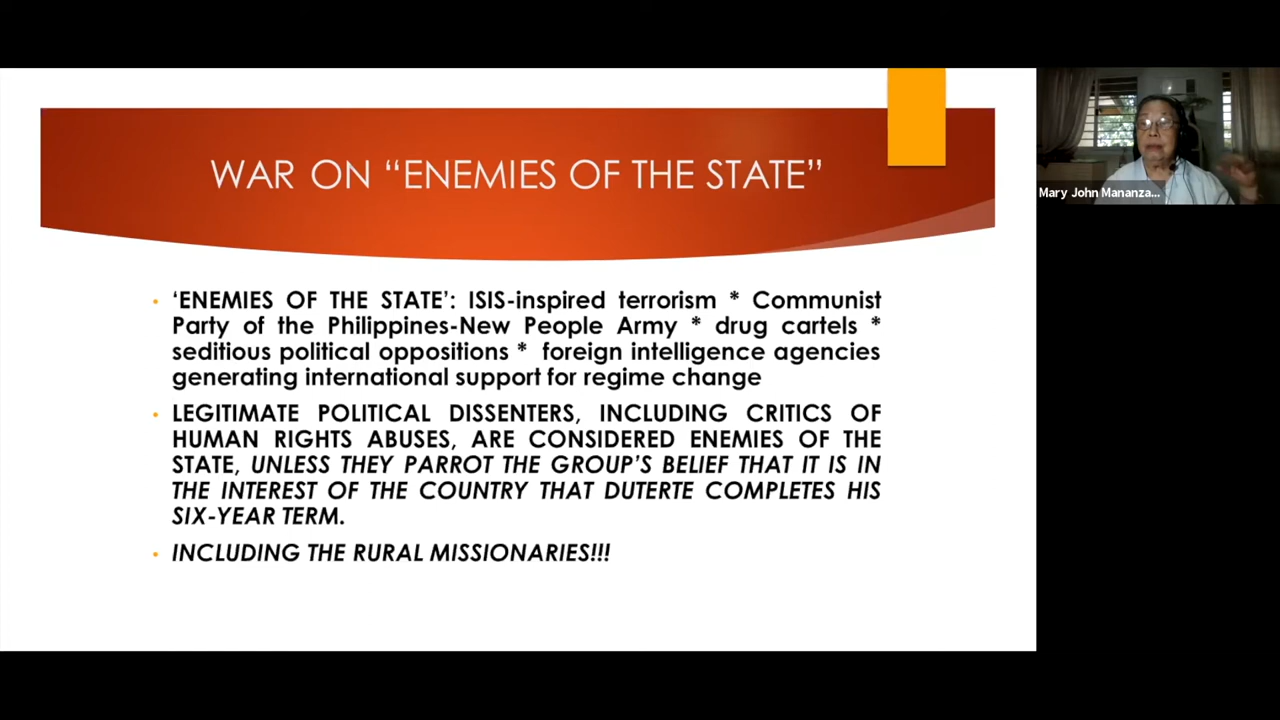 WAR ON “ENEMIES OF THE STATE”
• ‘ENEMIES OF THE STATE’: ISIS-inspired terrorism * Communist
Party of the Philippines-New People Army * drug cartels *
seditious political oppositions * foreign intelligence agencies
generating international support for regime change
• LEGITIMATE POLITICAL DISSENTERS, INCLUDING CRITICS OF
HUMAN RIGHTS ABUSES, ARE CONSIDERED ENEMIES OF THE
STATE, UNLESS THEY PARROT THE GROUP’S BELIEF THAT IT IS IN
THE INTEREST OF THE COUNTRY THAT DUTERTE COMPLETES HIS
SIX-YEAR TERM.
• INCLUDING THE RURAL MISSIONARIES!!!
Mary John Mananza...